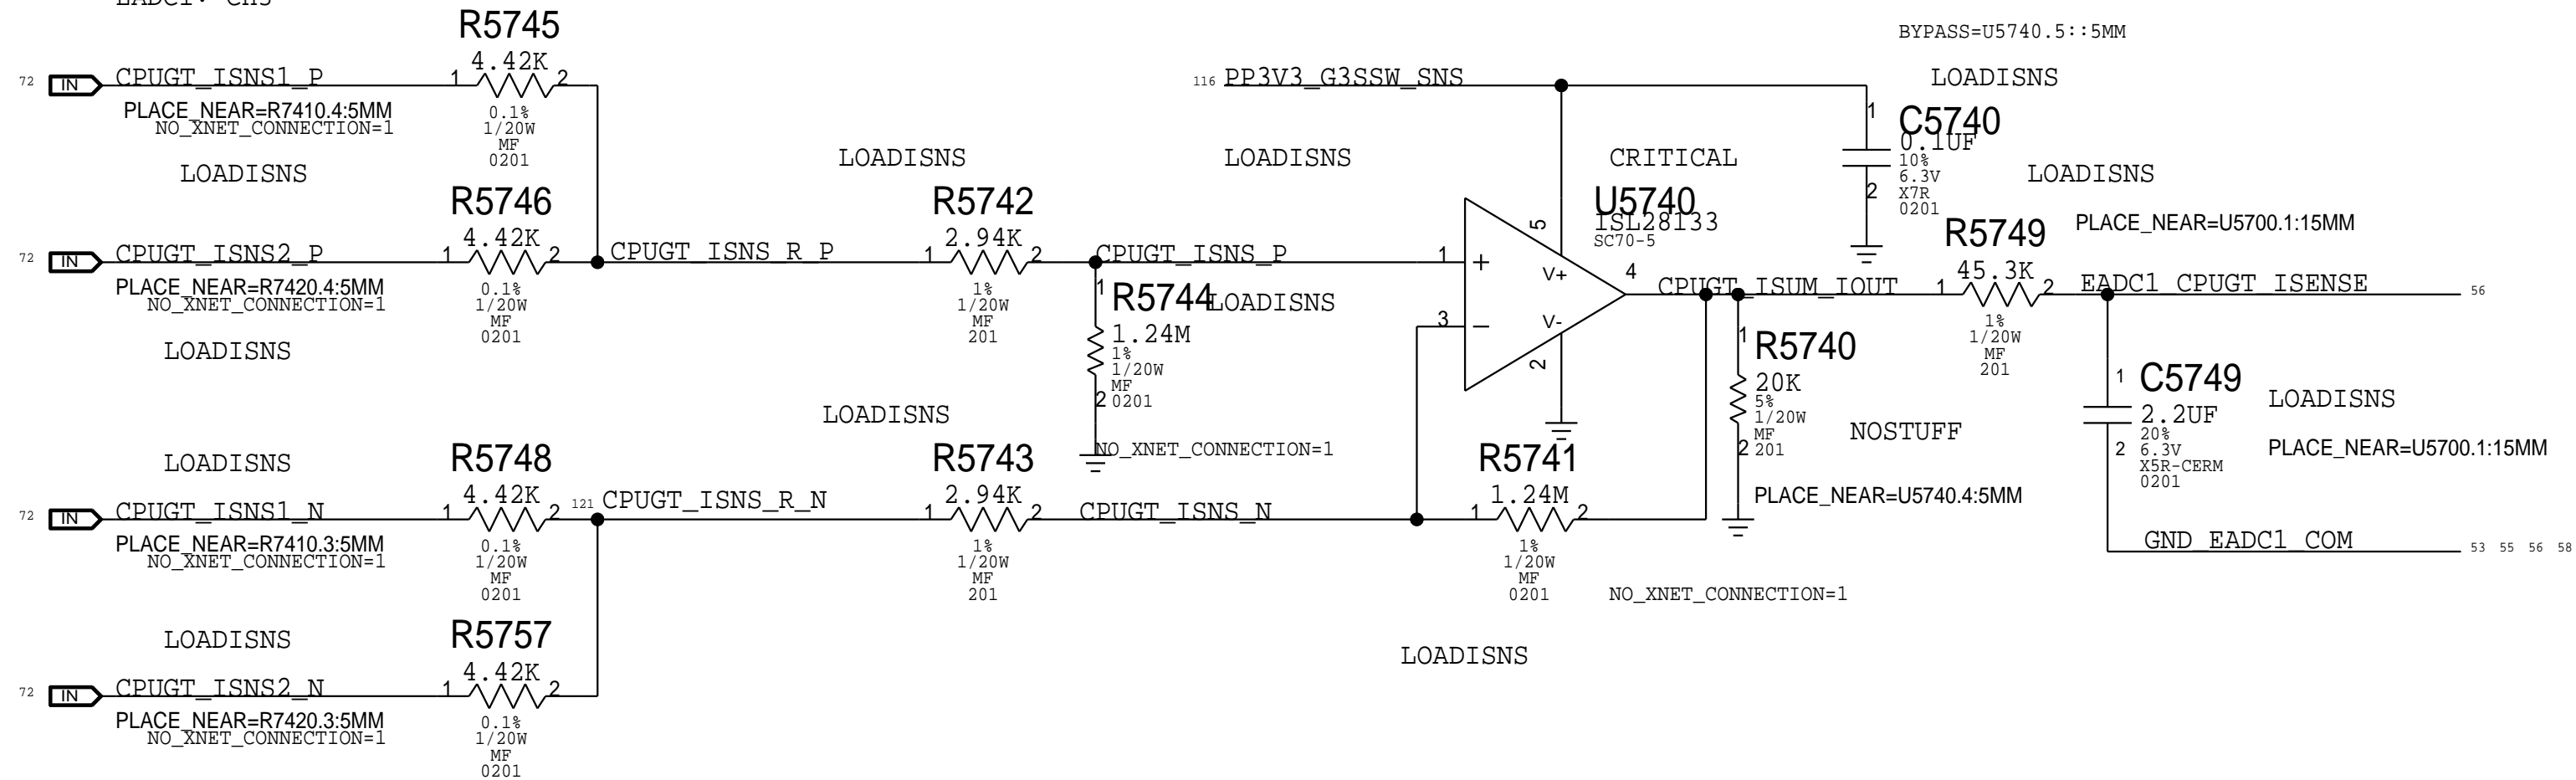 R5745
4.42K
72 IN CPUGT_ISNS1_P 1 2
PLACE_NEAR=R7410.4:5MM
NO_XNET_CONNECTION=1
0.1%
1/20W
MF
0201
LOADISNS
R5746
4.42K
72 IN CPUGT_ISNS2_P 1 2
PLACE_NEAR=R7420.4:5MM
NO_XNET_CONNECTION=1
0.1%
1/20W
MF
0201
LOADISNS
CPUGT_ISNS_R_P
LOADISNS
R5742
2.94K
1 2
1%
1/20W
MF
201
CPUGT_ISNS_P
1
R5744
1.24M
1%
1/20W
MF
0201
2
LOADISNS
NO_XNET_CONNECTION=1
116 PP3V3_G3SSW_SNS
LOADISNS
CRITICAL
U5740
ISL28133
SC70-5
5
V+
1 +
4
3 −
V-
2
BYPASS=U5740.5::5MM
LOADISNS
1
C5740
0.1UF
10%
6.3V
X7R
0201
2
LOADISNS
PLACE_NEAR=U5700.1:15MM
R5749
45.3K
CPUGT_ISUM_IOUT 1 2 EADC1_CPUGT_ISENSE 56
1%
1/20W
MF
201
1
R5740
20K
5%
1/20W
MF
201
2
NOSTUFF
PLACE_NEAR=U5740.4:5MM
1
C5749
2.2UF
20%
6.3V
X5R-CERM
0201
2
LOADISNS
PLACE_NEAR=U5700.1:15MM
GND_EADC1_COM 53 55 56 58
LOADISNS
R5748
4.42K
72 IN CPUGT_ISNS1_N 1 2
PLACE_NEAR=R7410.3:5MM
NO_XNET_CONNECTION=1
0.1%
1/20W
MF
0201
121 CPUGT_ISNS_R_N
LOADISNS
R5743
2.94K
1 2
1%
1/20W
MF
201
CPUGT_ISNS_N
R5741
1.24M
1 2
1%
1/20W
MF
0201
NO_XNET_CONNECTION=1
LOADISNS
LOADISNS
R5757
4.42K
72 IN CPUGT_ISNS2_N 1 2
PLACE_NEAR=R7420.3:5MM
NO_XNET_CONNECTION=1
0.1%
1/20W
MF
0201